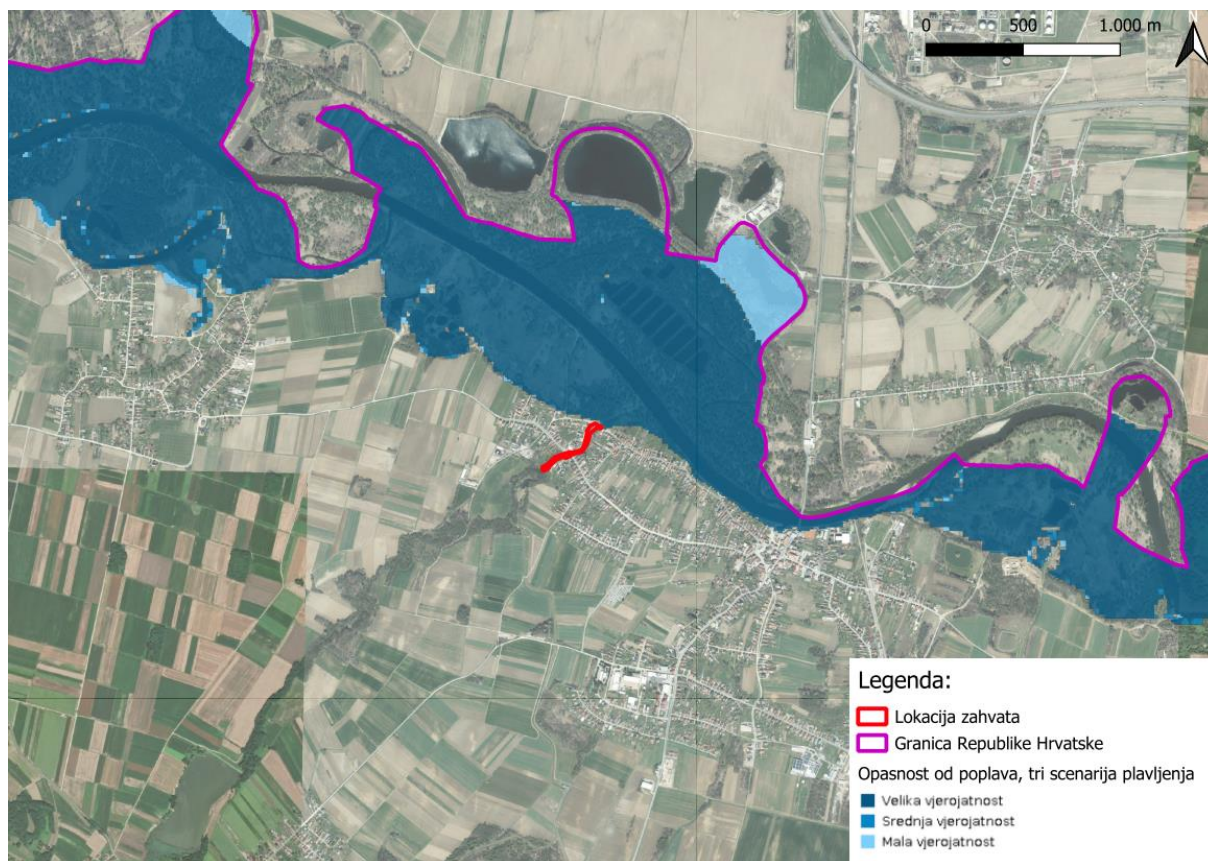 0 500 1.000 m
Legenda:
Lokacija zahvata
Granica Republike Hrvatske
Opasnost od poplava, tri scenarija plavljenja
Velika vjerojatnost
Srednja vjerojatnost
Mala vjerojatnost